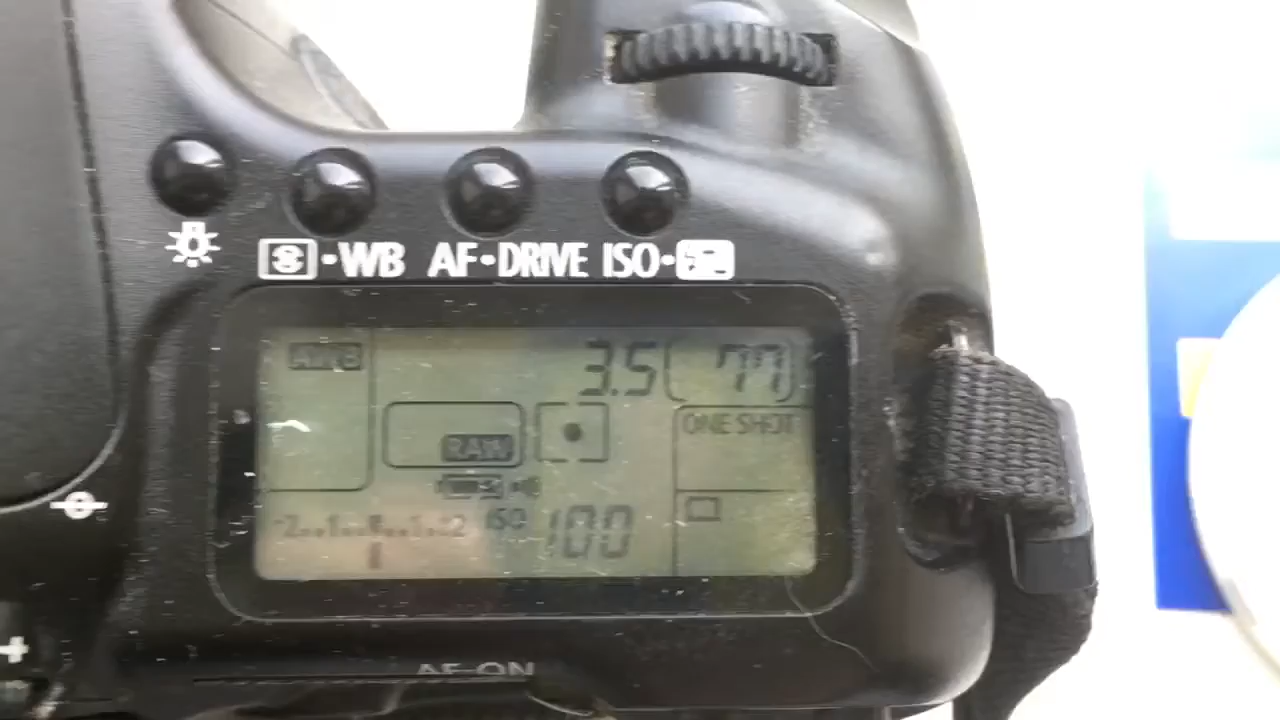 ·WB AF·DRIVE ISO·
AWB 3.5 77
RAW ONE SHOT
-2..1..0..1.+2 ISO 100
AF-ON